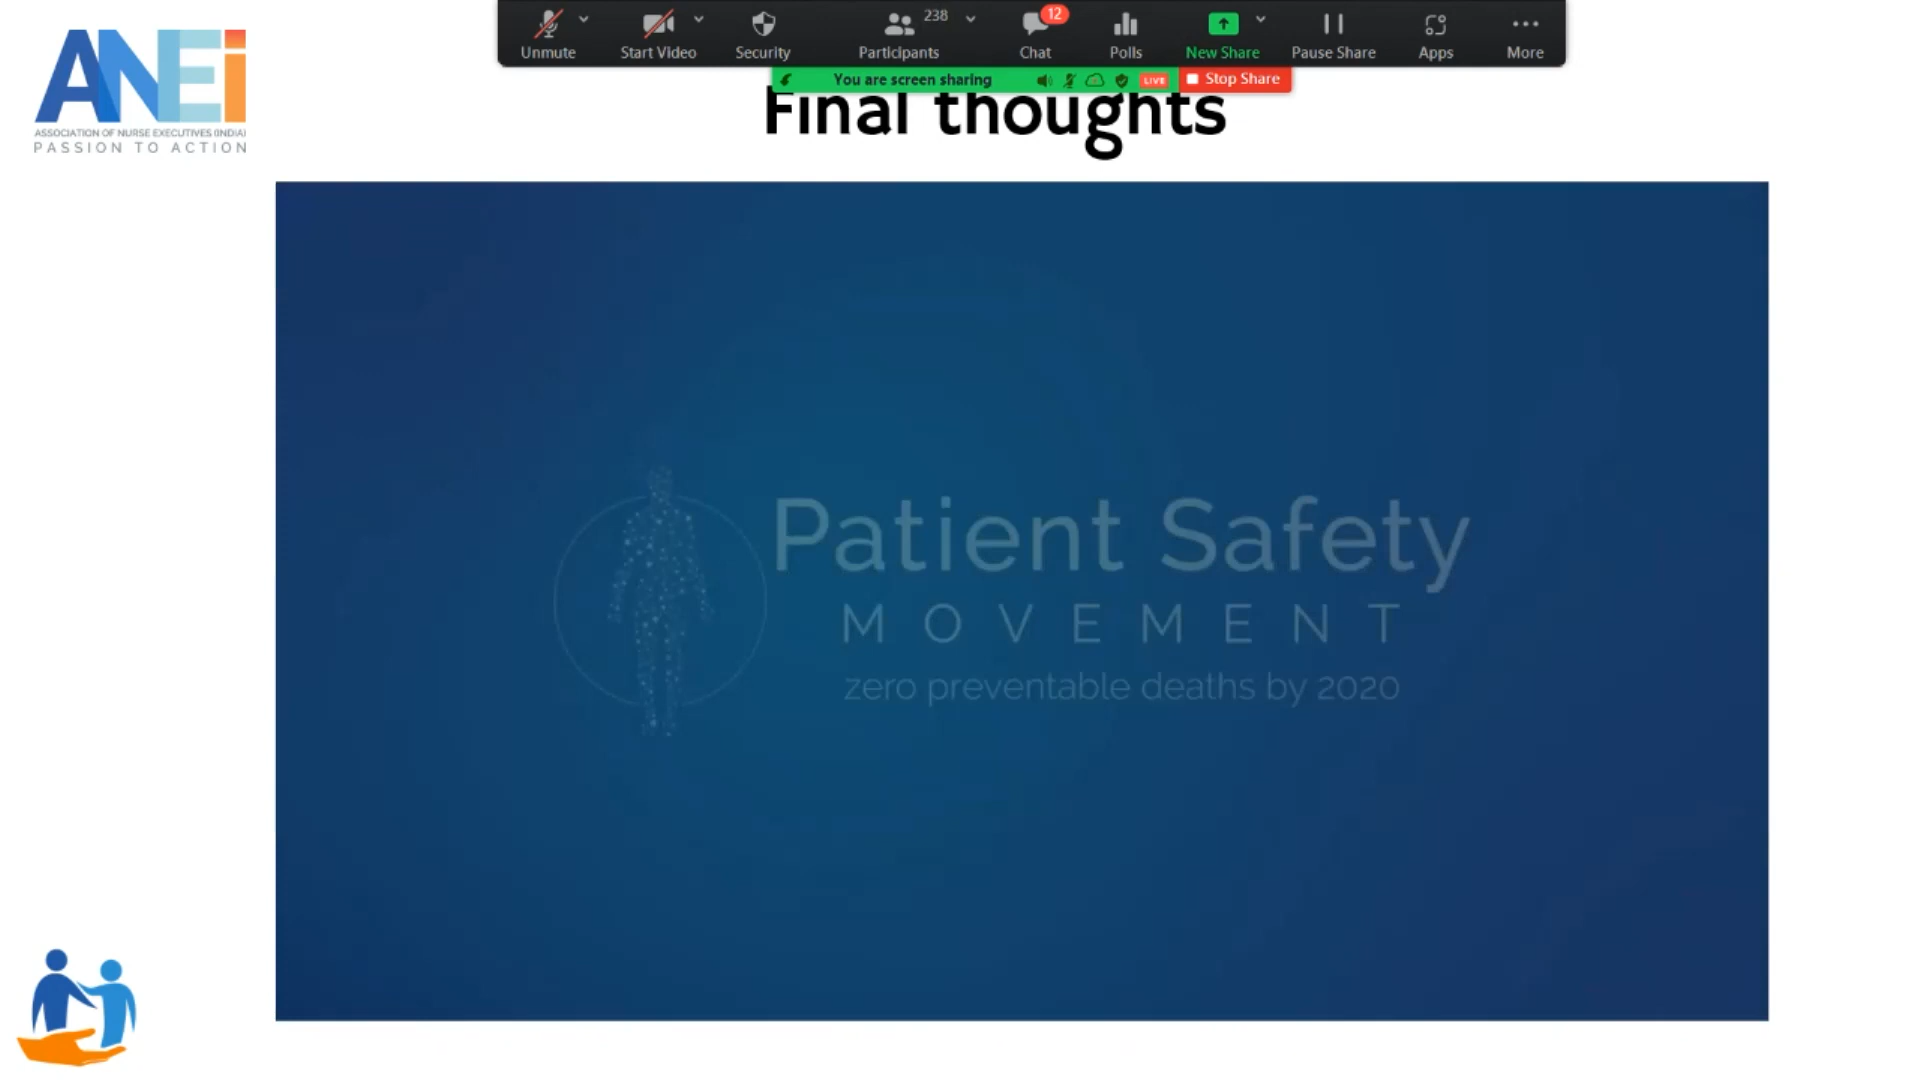 ANEi
ASSOCIATION OF NURSE EXECUTIVES (INDIA)
PASSION TO ACTION
Unmute
Start Video
Security
238
Participants
12
Chat
Polls
New Share
Pause Share
Apps
More
You are screen sharing
LIVE
Stop Share
Final thoughts
Patient Safety
MOVEMENT
zero preventable deaths by 2020